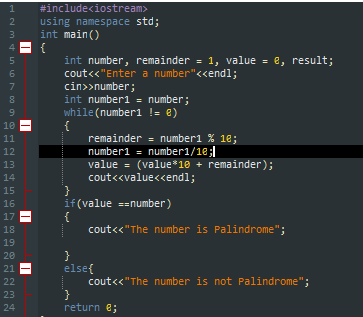 1 #include<iostream>
2 using namespace std;
3 int main()
4 {
5 int number, remainder = 1, value = 0, result;
6 cout<<"Enter a number"<<endl;
7 cin>>number;
8 int number1 = number;
9 while(number1 != 0)
10 {
11 remainder = number1 % 10;
12 number1 = number1/10;
13 value = (value*10 + remainder);
14 cout<<value<<endl;
15 }
16 if(value ==number)
17 {
18 cout<<"The number is Palindrome";
19
20 }
21 else{
22 cout<<"The number is not Palindrome";
23 }
24 return 0;